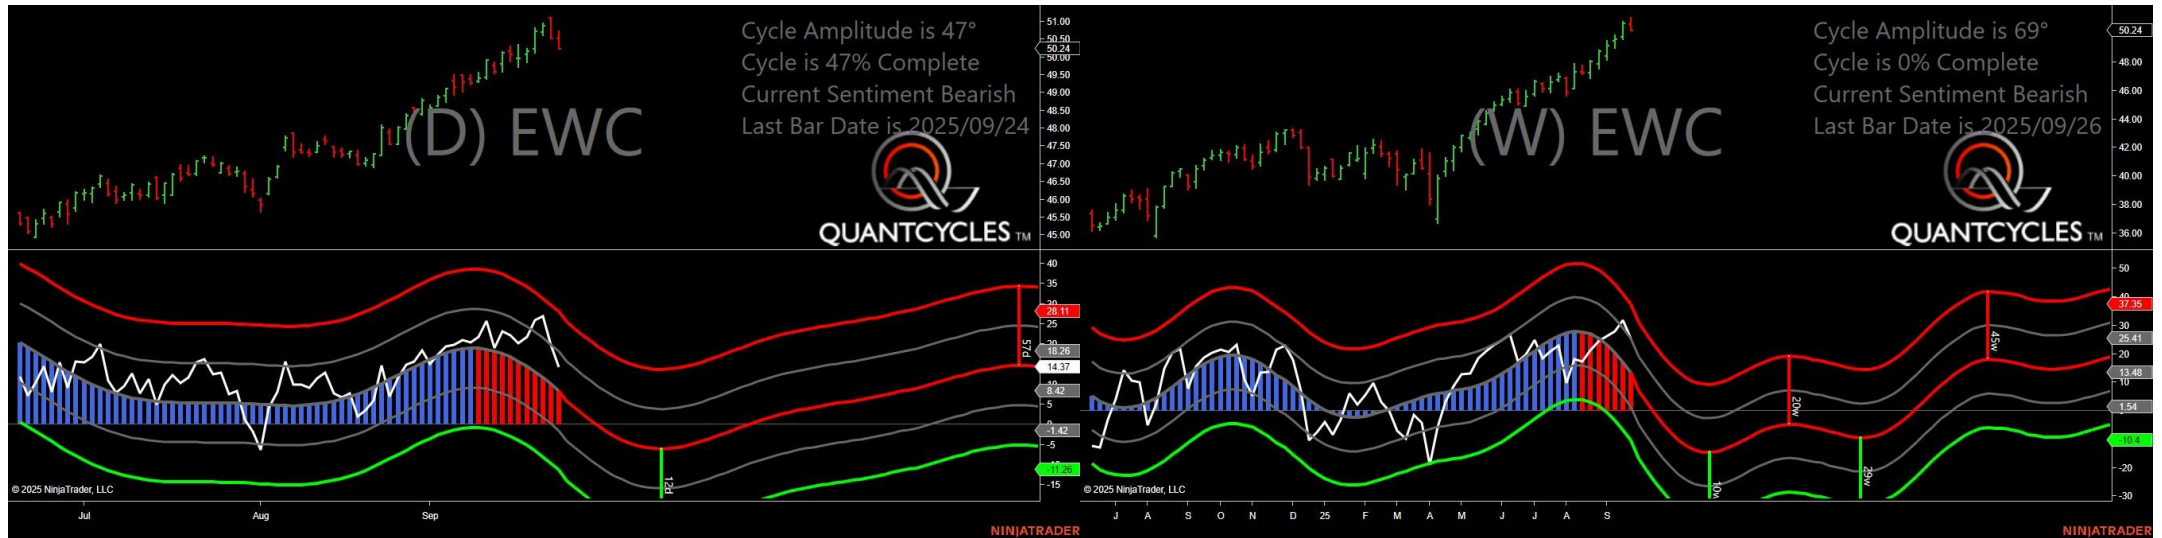 Cycle Amplitude is 47°
Cycle is 47% Complete
Current Sentiment Bearish
Last Bar Date is 2025/09/24
(D) EWC
QUANTCYCLES TM
51.00
50.50
50.24
50.00
49.50
49.00
48.50
48.00
47.50
47.00
46.50
46.00
45.50
45.00
40
35
28.11
25
18.26
14.37
8.42
5
-1.42
-5
-11.26
-15
57d
12d
© 2025 NinjaTrader, LLC
Jul Aug Sep
NINJATRADER
Cycle Amplitude is 69°
Cycle is 0% Complete
Current Sentiment Bearish
Last Bar Date is 2025/09/26
(W) EWC
QUANTCYCLES TM
50.24
48.00
46.00
44.00
42.00
40.00
38.00
36.00
50
37.35
30
25.41
20
13.48
10
1.54
-10.4
-20
-30
45w
20w
29w
10w
© 2025 NinjaTrader, LLC
J A S O N D 25 F M A M J J A S
NINJATRADER